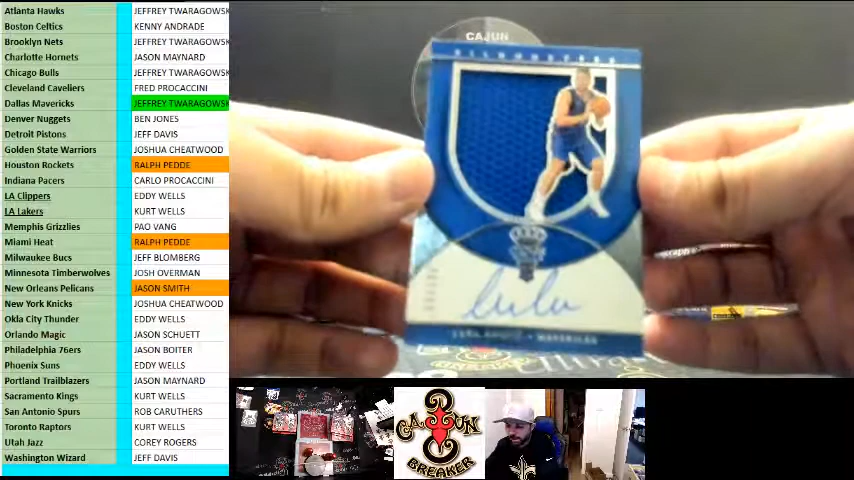 Atlanta Hawks JEFFREY TWARAGOWSK
Boston Celtics KENNY ANDRADE
Brooklyn Nets JEFFREY TWARAGOWSK
Charlotte Hornets JASON MAYNARD
Chicago Bulls JEFFREY TWARAGOWSK
Cleveland Caveliers FRED PROCACCINI
Dallas Mavericks JEFFREY TWARAGOWSK
Denver Nuggets BEN JONES
Detroit Pistons JEFF DAVIS
Golden State Warriors JOSHUA CHEATWOOD
Houston Rockets RALPH PEDDE
Indiana Pacers CARLO PROCACCINI
LA Clippers EDDY WELLS
LA Lakers KURT WELLS
Memphis Grizzlies PAO VANG
Miami Heat RALPH PEDDE
Milwaulke Bucs JEFF BLOMBERG
Minnesota Timberwolves JOSH OVERMAN
New Orleans Pelicans JASON SMITH
New York Knicks JOSHUA CHEATWOOD
Okla City Thunder EDDY WELLS
Orlando Magic JASON SCHUETT
Philadelphia 76ers JASON BOITER
Phoenix Suns EDDY WELLS
Portland Trailblazers JASON MAYNARD
Sacramento Kings KURT WELLS
San Antonio Spurs ROB CARUTHERS
Toronto Raptors KURT WELLS
Utah Jazz COREY ROGERS
Washington Wizard JEFF DAVIS
CAJUN
SILHOUETTES
MAVERICKS
CAJUN
BREAKER